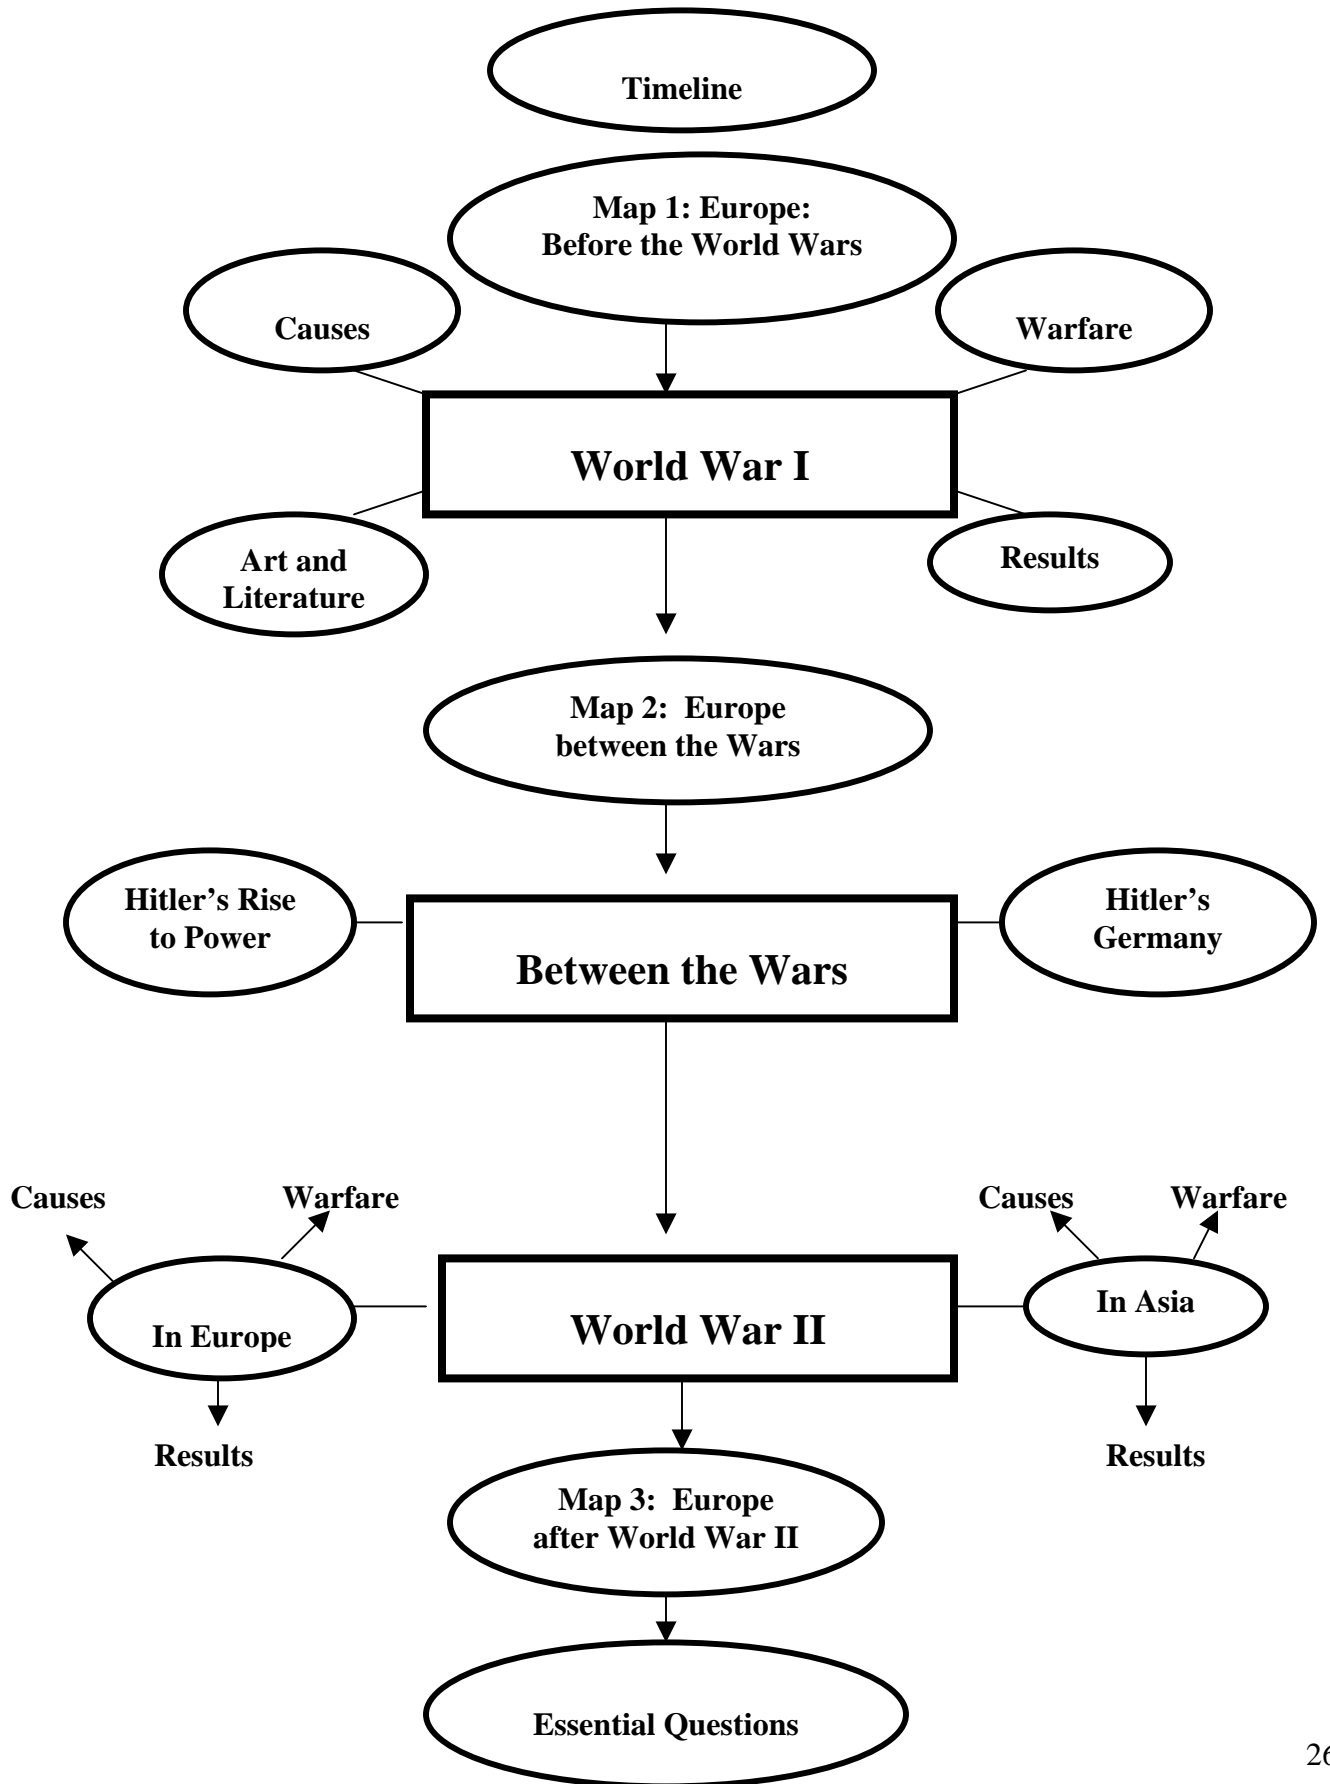 Timeline
Map 1: Europe:
Before the World Wars
Causes
Warfare
World War I
Art and
Literature
Results
Map 2: Europe
between the Wars
Hitler's Rise
to Power
Between the Wars
Hitler's
Germany
Causes
Warfare
Causes
Warfare
In Europe
World War II
In Asia
Results
Results
Map 3: Europe
after World War II
Essential Questions
26